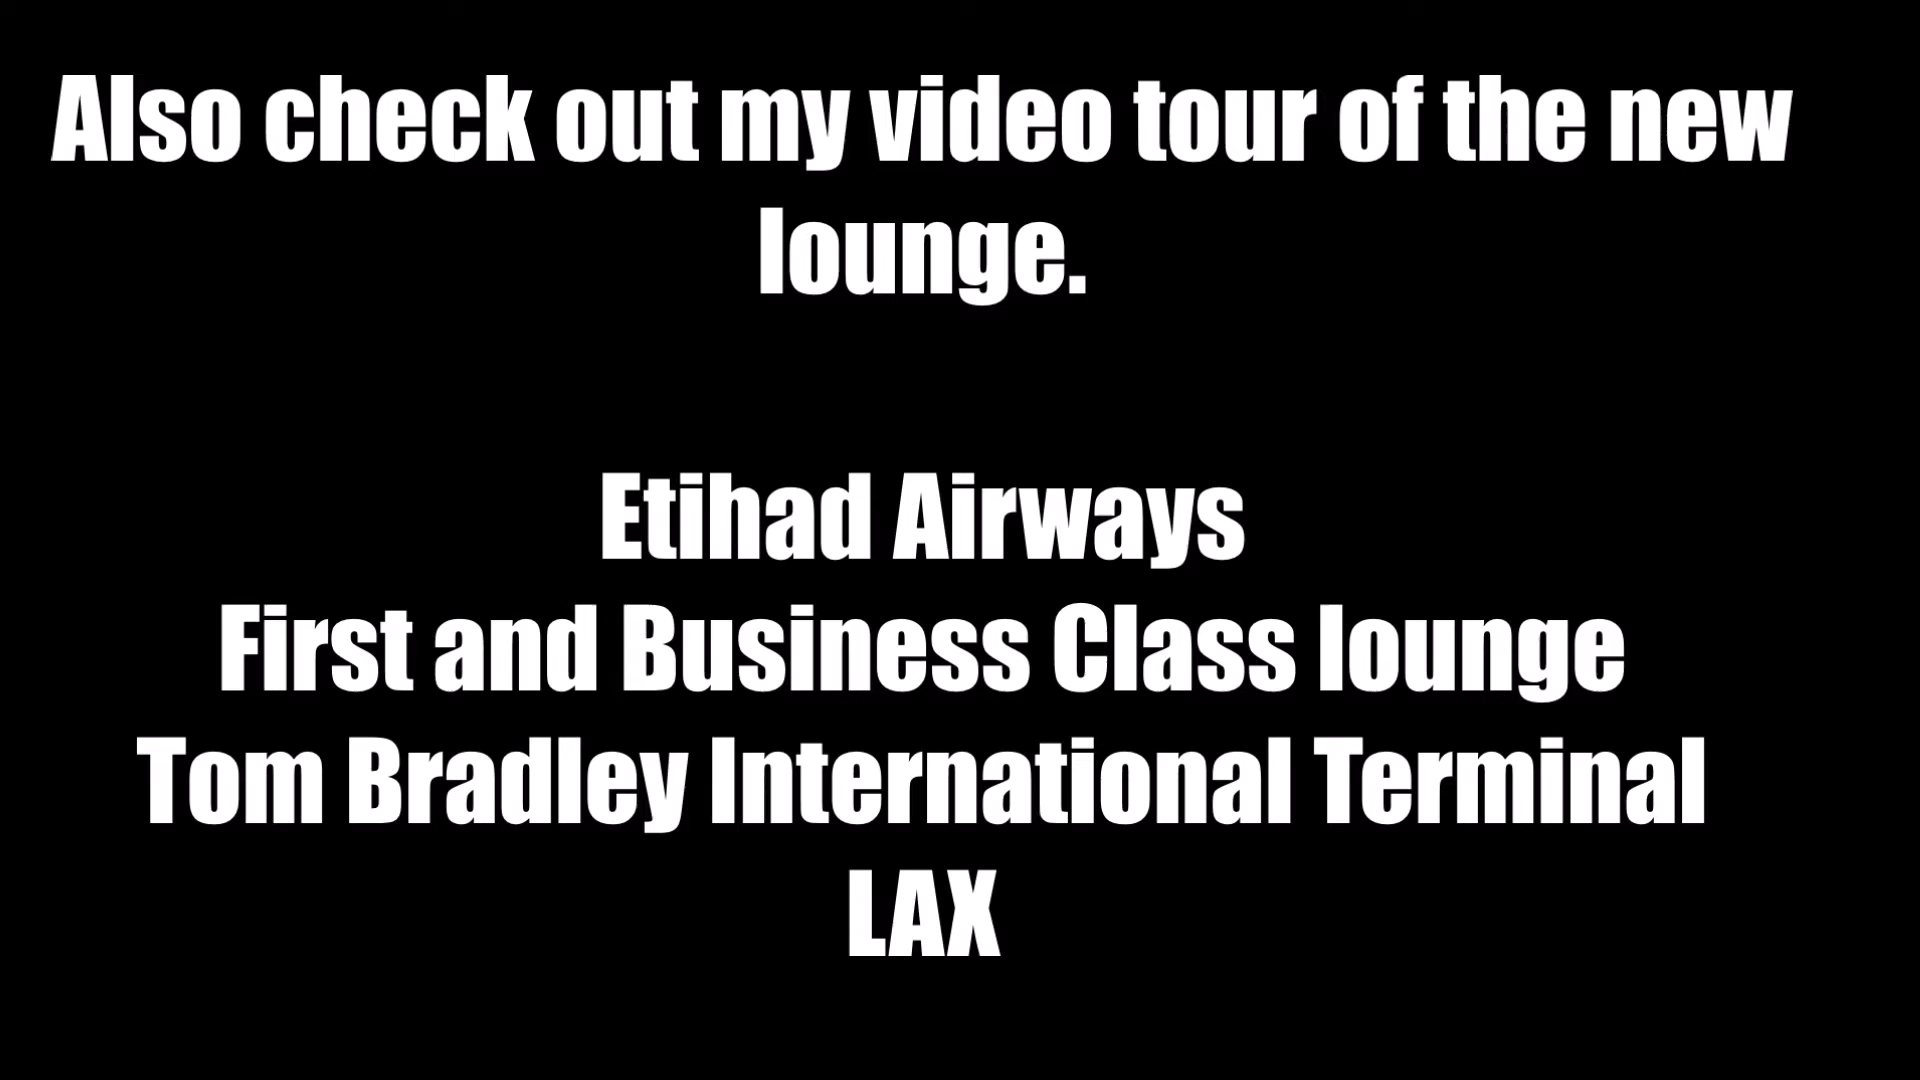 Also check out my video tour of the new
lounge.
Etihad Airways
First and Business Class lounge
Tom Bradley International Terminal
LAX